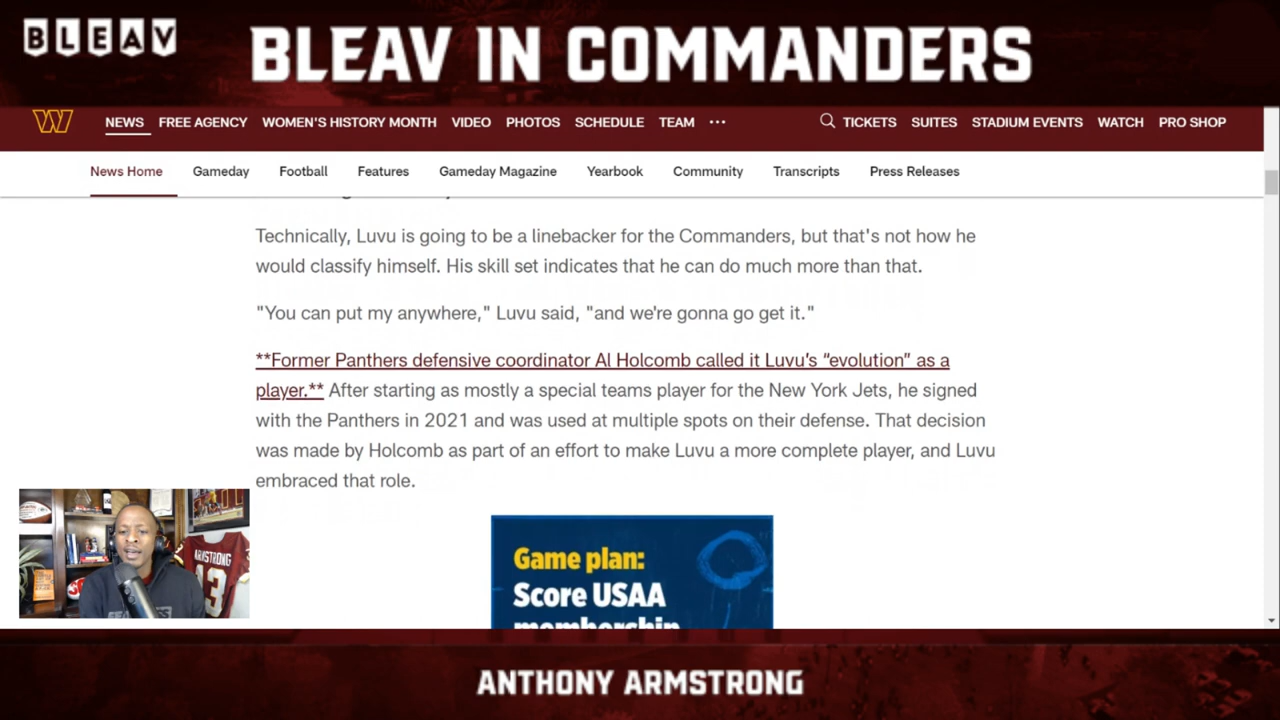 BLEAV
BLEAV IN COMMANDERS
NEWS FREE AGENCY WOMEN'S HISTORY MONTH VIDEO PHOTOS SCHEDULE TEAM ••• TICKETS SUITES STADIUM EVENTS WATCH PRO SHOP
News Home Gameday Football Features Gameday Magazine Yearbook Community Transcripts Press Releases
Technically, Luvu is going to be a linebacker for the Commanders, but that's not how he
would classify himself. His skill set indicates that he can do much more than that.
"You can put my anywhere," Luvu said, "and we're gonna go get it."
**Former Panthers defensive coordinator Al Holcomb called it Luvu's “evolution” as a
player.** After starting as mostly a special teams player for the New York Jets, he signed
with the Panthers in 2021 and was used at multiple spots on their defense. That decision
was made by Holcomb as part of an effort to make Luvu a more complete player, and Luvu
embraced that role.
Game plan:
Score USAA
membership
ARMSTRONG
13
ANTHONY ARMSTRONG